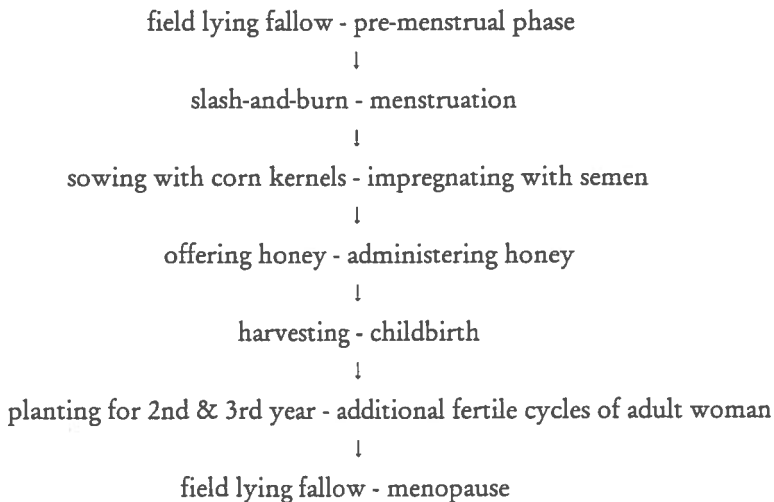 field lying fallow - pre-menstrual phase
↓
slash-and-burn - menstruation
↓
sowing with corn kernels - impregnating with semen
↓
offering honey - administering honey
↓
harvesting - childbirth
↓
planting for 2nd & 3rd year - additional fertile cycles of adult woman
↓
field lying fallow - menopause